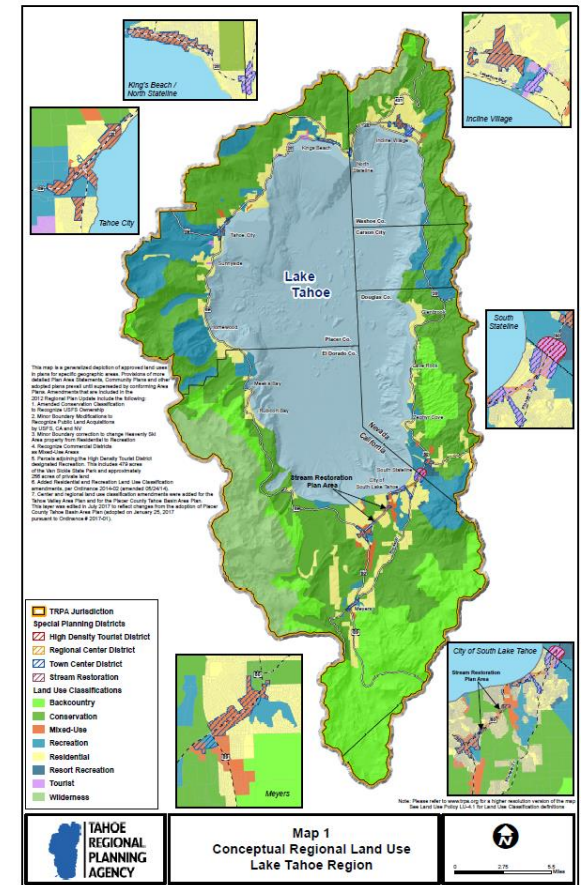 King's Beach /
North Stateline
Incline Village
Tahoe City
Kings Beach
Incline Village
North
Stateline
Washoe Co.
Carson City
Tahoe City
Sunnyside
Lake
Tahoe
Douglas Co.
Glenbrook
Homewood
Placer Co.
El Dorado Co.
South
Stateline
Meeks Bay
Rubicon Bay
Zephyr Cove
Nevada
California
South Stateline
City of
South Lake Tahoe
Stream Restoration
Plan Area
Meyers
This map is a generalized depiction of approved land uses
in plans for specific geographic areas. Provisions of more
detailed Plan Area Statements, Community Plans and other
adopted plans prevail until superseded by conforming Area
Plans. Amendments that are included in the
2012 Regional Plan Update include the following:
1. Amended Conservation Classification
to Recognize USFS Ownership
2. Minor Boundary Modifications to
Recognize Public Land Acquisitions
by USFS, CA and NV
3. Minor Boundary correction to change Heavenly Ski
Area property from Residential to Recreation
4. Recognize Commercial Districts
as Mixed-Use Areas
5. Parcels adjoining the High Density Tourist District
designated Recreation. This includes 479 acres
of the Van Sickle State Park and approximately
256 acres of private land
6. Added Residential and Recreation Land Use Classification
amendments, per Ordinance 2014-02 (amended 06/24/14).
7. Center and regional land use classification amendments were added for the
Tahoe Valley Area Plan and for the Placer County Tahoe Basin Area Plan.
This layer was edited in July 2017 to reflect changes from the adoption of Placer
County Tahoe Basin Area Plan (adopted on January 25, 2017
pursuant to Ordinance # 2017-01).
TRPA Jurisdiction
Special Planning Districts
High Density Tourist District
Regional Center District
Town Center District
Stream Restoration
Land Use Classifications
Backcountry
Conservation
Mixed-Use
Recreation
Residential
Resort Recreation
Tourist
Wilderness
Meyers
City of South Lake Tahoe
Stream Restoration
Plan Area
Note: Please refer to www.trpa.org for a higher resolution version of the map
See Land Use Policy LU-4.1 for Land Use Classification definitions
TAHOE
REGIONAL
PLANNING
AGENCY
Map 1
Conceptual Regional Land Use
Lake Tahoe Region
N
0 2.75 5.5
Miles